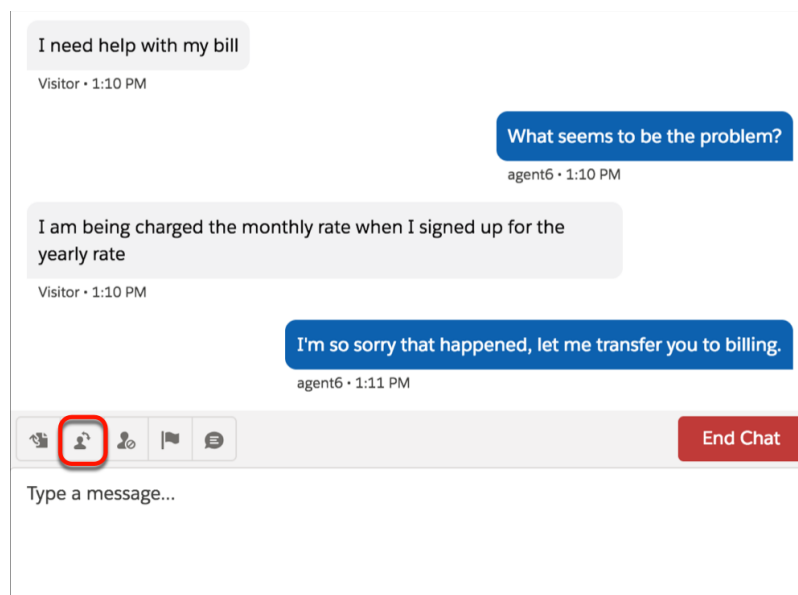 I need help with my bill
Visitor • 1:10 PM
What seems to be the problem?
agent6 • 1:10 PM
I am being charged the monthly rate when I signed up for the
yearly rate
Visitor • 1:10 PM
I'm so sorry that happened, let me transfer you to billing.
agent6 • 1:11 PM
End Chat
Type a message...